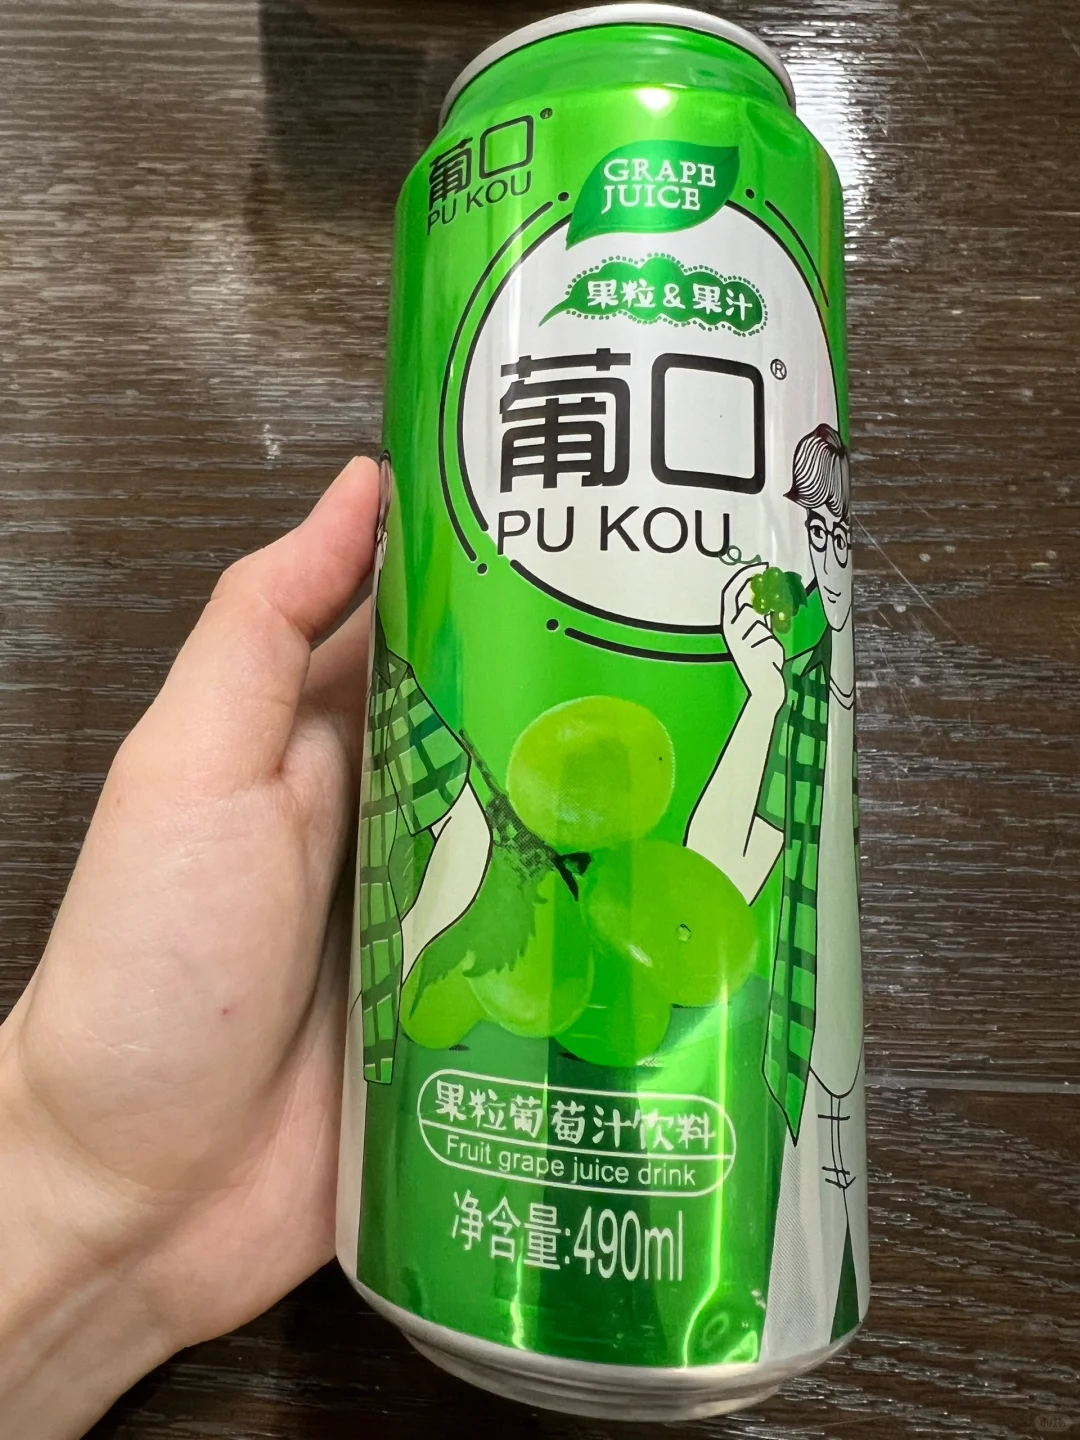 葡口®
PU KOU
GRAPE
JUICE
果粒&果汁
葡口®
PU KOU
果粒葡萄汁饮料
Fruit grape juice drink
净含量:490ml